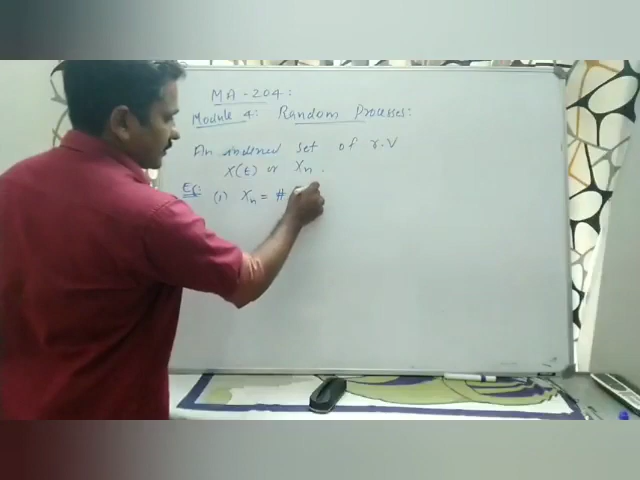 MA-204:
Module 4: Random Processes:
An indexed set of r.V
X(t) or Xn.
Eg: (1) Xn = #